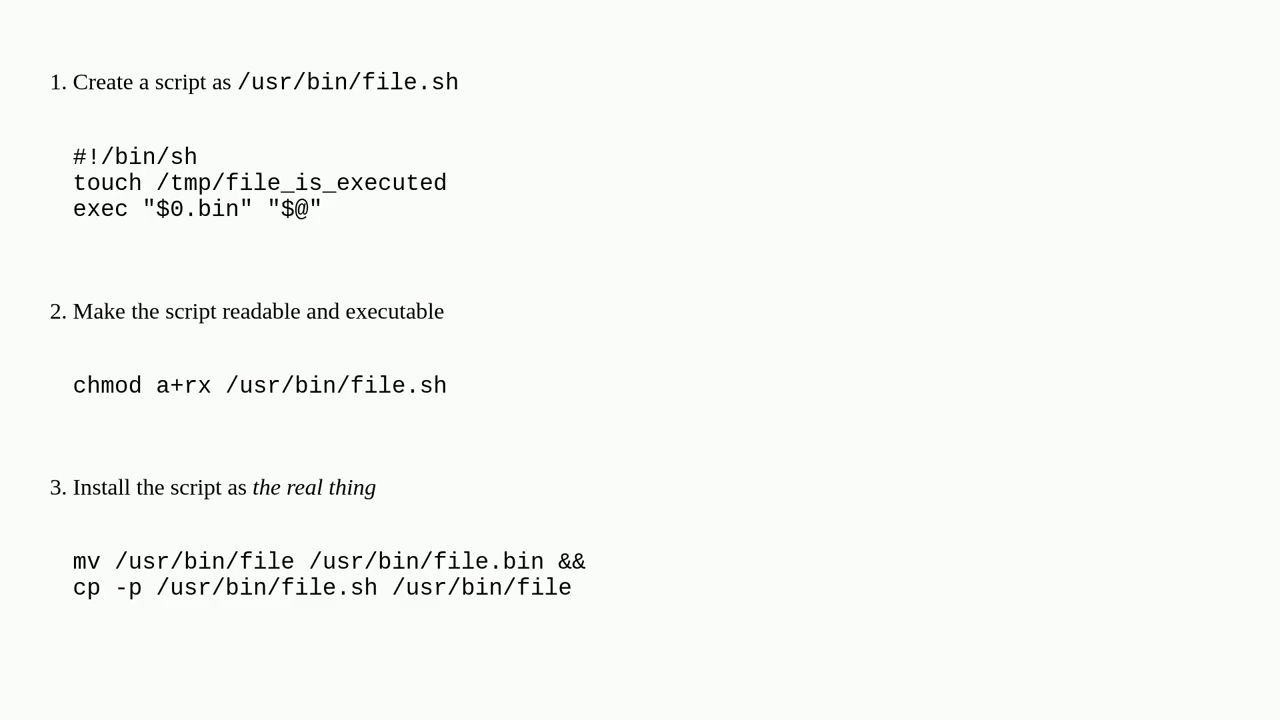 1. Create a script as /usr/bin/file.sh
#!/bin/sh
touch /tmp/file_is_executed
exec "$0.bin" "$@"
2. Make the script readable and executable
chmod a+rx /usr/bin/file.sh
3. Install the script as the real thing
mv /usr/bin/file /usr/bin/file.bin &&
cp -p /usr/bin/file.sh /usr/bin/file